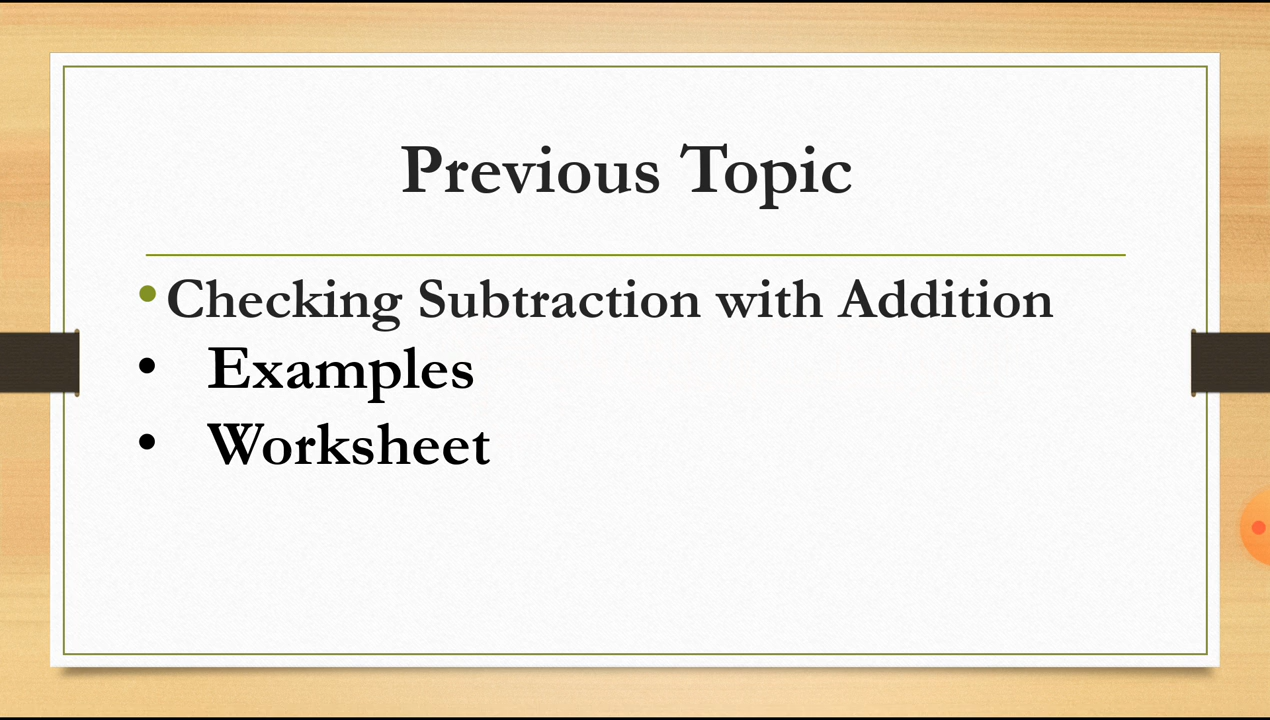 Previous Topic
• Checking Subtraction with Addition
• Examples
• Worksheet